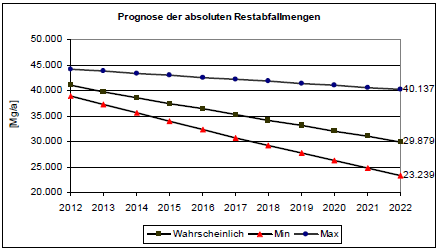 Prognose der absoluten Restabfallmengen
[Mg/a]
50.000
45.000
40.000
35.000
30.000
25.000
20.000
40.137
29.879
23.239
2012 2013 2014 2015 2016 2017 2018 2019 2020 2021 2022
Wahrscheinlich Min Max